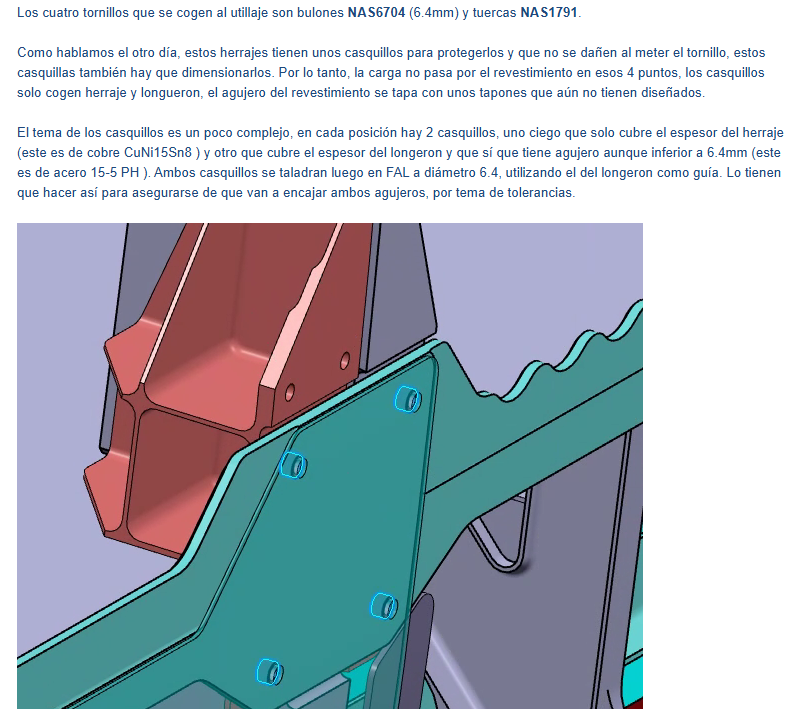 Los cuatro tornillos que se cogen al utillaje son bulones NAS6704 (6.4mm) y tuercas NAS1791.
Como hablamos el otro día, estos herrajes tienen unos casquillos para protegerlos y que no se dañen al meter el tornillo, estos
casquillas también hay que dimensionarlos. Por lo tanto, la carga no pasa por el revestimiento en esos 4 puntos, los casquillos
solo cogen herraje y longueron, el agujero del revestimiento se tapa con unos tapones que aún no tienen diseñados.
El tema de los casquillos es un poco complejo, en cada posición hay 2 casquillos, uno ciego que solo cubre el espesor del herraje
(este es de cobre CuNi15Sn8 ) y otro que cubre el espesor del longeron y que sí que tiene agujero aunque inferior a 6.4mm (este
es de acero 15-5 PH ). Ambos casquillos se taladran luego en FAL a diámetro 6.4, utilizando el del longeron como guía. Lo tienen
que hacer así para asegurarse de que van a encajar ambos agujeros, por tema de tolerancias.